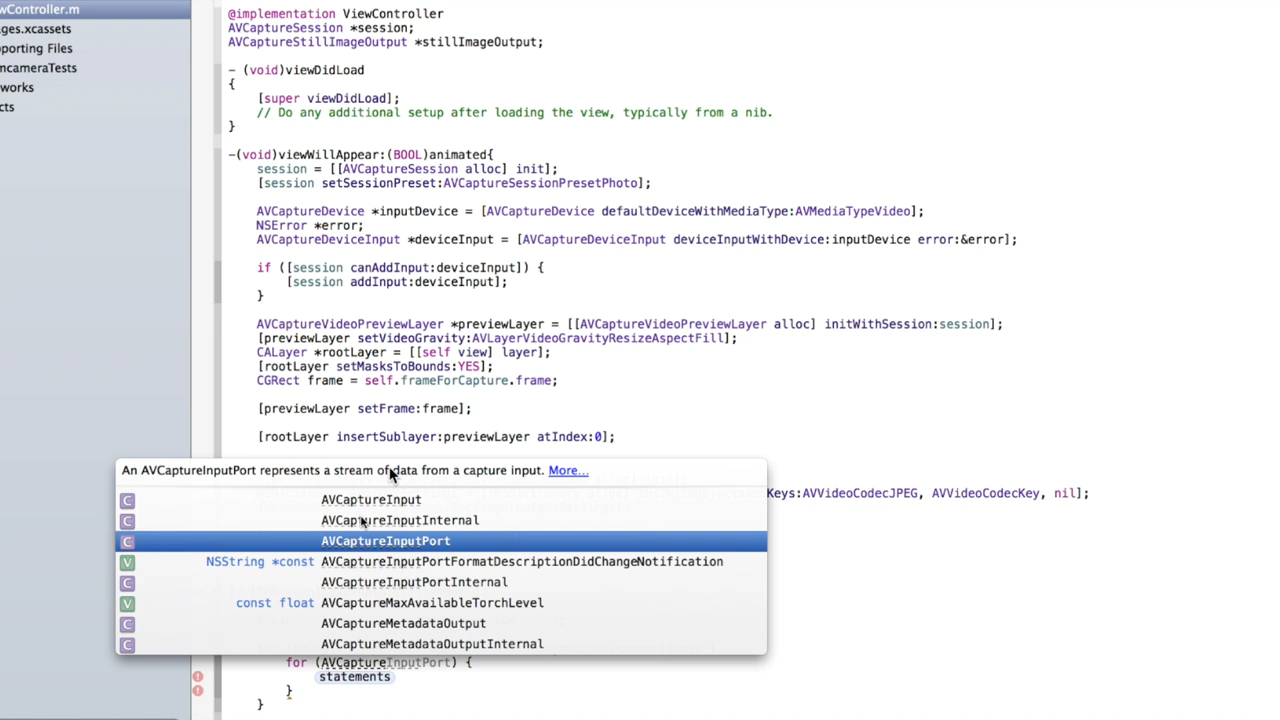 wController.m
ges.xcassets
porting Files
mcameraTests
works
cts
@implementation ViewController
AVCaptureSession *session;
AVCaptureStillImageOutput *stillImageOutput;
- (void)viewDidLoad
{
[super viewDidLoad];
// Do any additional setup after loading the view, typically from a nib.
}
-(void)viewWillAppear:(BOOL)animated{
session = [[AVCaptureSession alloc] init];
[session setSessionPreset:AVCaptureSessionPresetPhoto];
AVCaptureDevice *inputDevice = [AVCaptureDevice defaultDeviceWithMediaType:AVMediaTypeVideo];
NSError *error;
AVCaptureDeviceInput *deviceInput = [AVCaptureDeviceInput deviceInputWithDevice:inputDevice error:&error];
if ([session canAddInput:deviceInput]) {
[session addInput:deviceInput];
}
AVCaptureVideoPreviewLayer *previewLayer = [[AVCaptureVideoPreviewLayer alloc] initWithSession:session];
[previewLayer setVideoGravity:AVLayerVideoGravityResizeAspectFill];
CALayer *rootLayer = [[self view] layer];
[rootLayer setMasksToBounds:YES];
CGRect frame = self.frameForCapture.frame;
[previewLayer setFrame:frame];
[rootLayer insertSublayer:previewLayer atIndex:0];
An AVCaptureInputPort represents a stream of data from a capture input. More...
Keys:AVVideoCodecJPEG, AVVideoCodecKey, nil];
C AVCaptureInput
C AVCaptureInputInternal
C AVCaptureInputPort
V NSString *const AVCaptureInputPortFormatDescriptionDidChangeNotification
C AVCaptureInputPortInternal
V const float AVCaptureMaxAvailableTorchLevel
C AVCaptureMetadataOutput
C AVCaptureMetadataOutputInternal
for (AVCaptureInputPort) {
statements
}
}